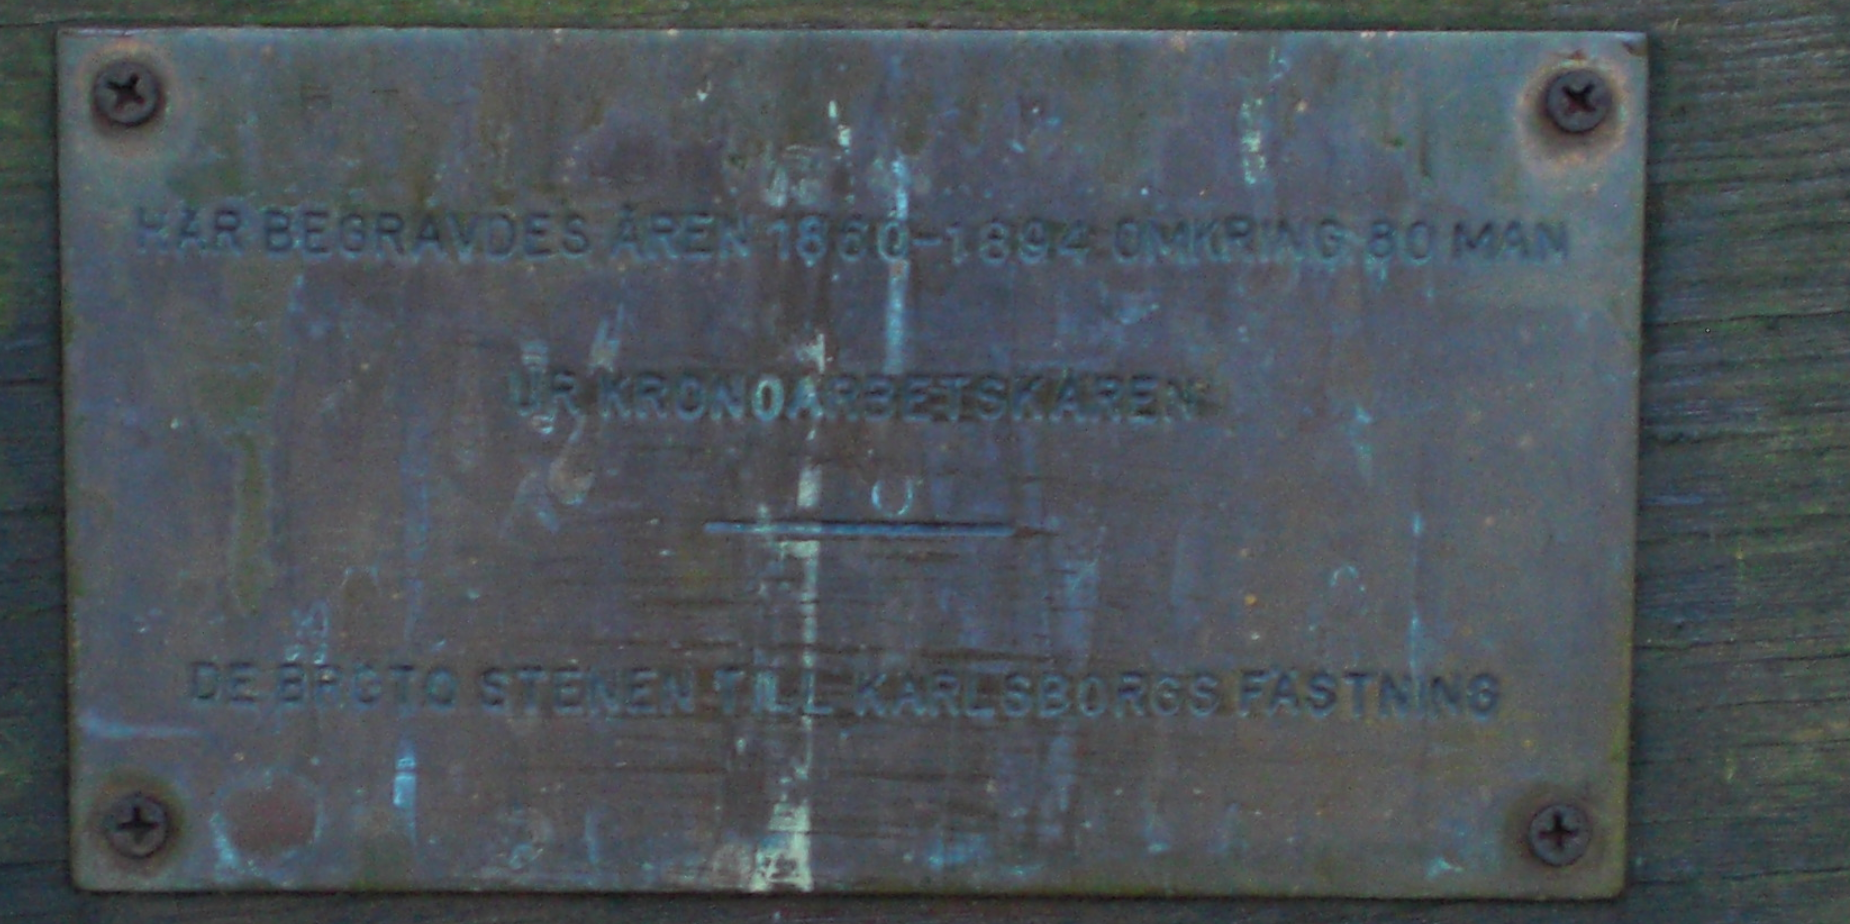 HÄR BEGRAVDES ÅREN 1860-1894 OMKRING 80 MAN
UR KRONOARBETSKÅREN
DE BRÖTO STENEN TILL KARLSBORGS FÄSTNING